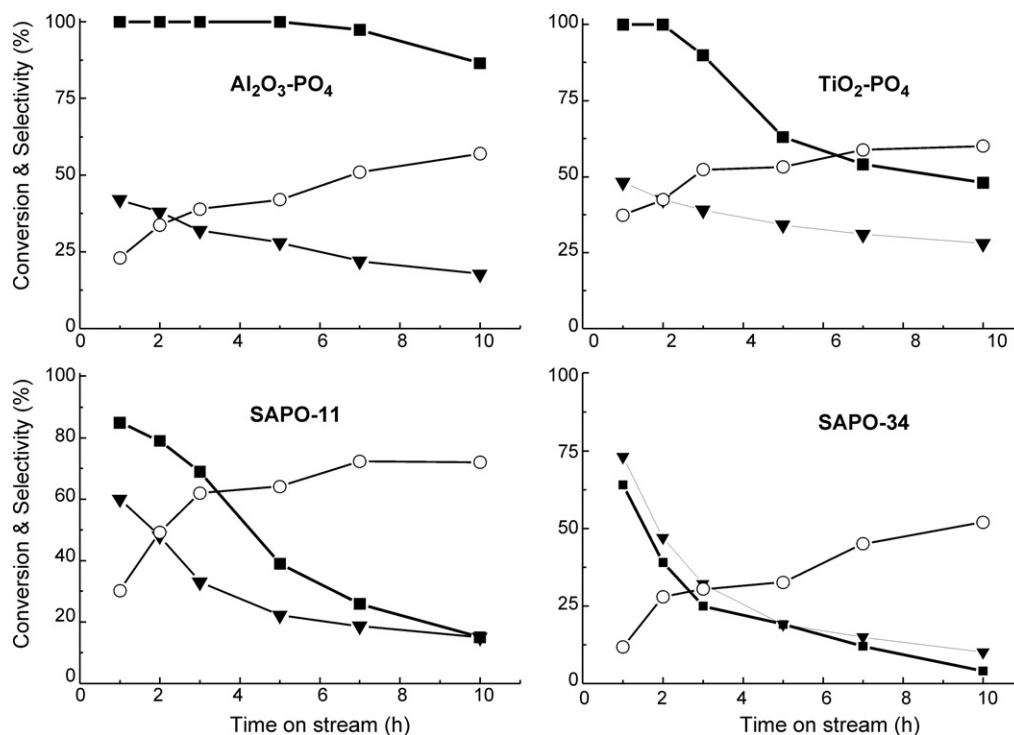 Conversion & Selectivity (%)
100
75
50
25
0
Al₂O₃-PO₄
0 2 4 6 8 10
100
75
50
25
0
TiO₂-PO₄
0 2 4 6 8 10
Conversion & Selectivity (%)
100
80
60
40
20
0
SAPO-11
0 2 4 6 8 10
Time on stream (h)
100
75
50
25
0
SAPO-34
0 2 4 6 8 10
Time on stream (h)